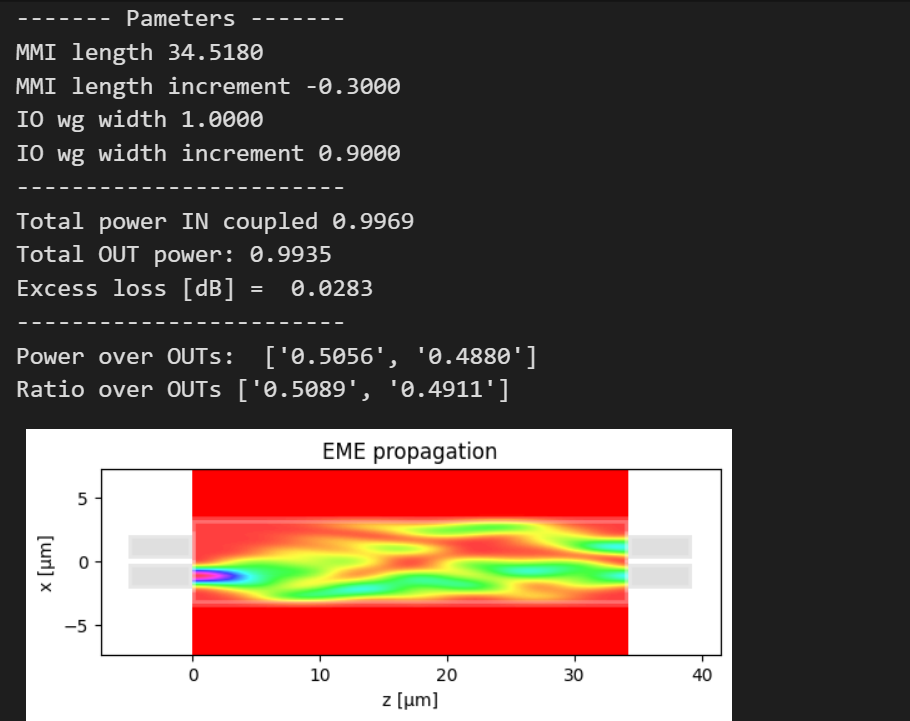 ------- Pameters -------
MMI length 34.5180
MMI length increment -0.3000
IO wg width 1.0000
IO wg width increment 0.9000
------------------------
Total power IN coupled 0.9969
Total OUT power: 0.9935
Excess loss [dB] =  0.0283
------------------------
Power over OUTs:  ['0.5056', '0.4880']
Ratio over OUTs ['0.5089', '0.4911']
EME propagation
5
0
−5
x [μm]
0 10 20 30 40
z [μm]